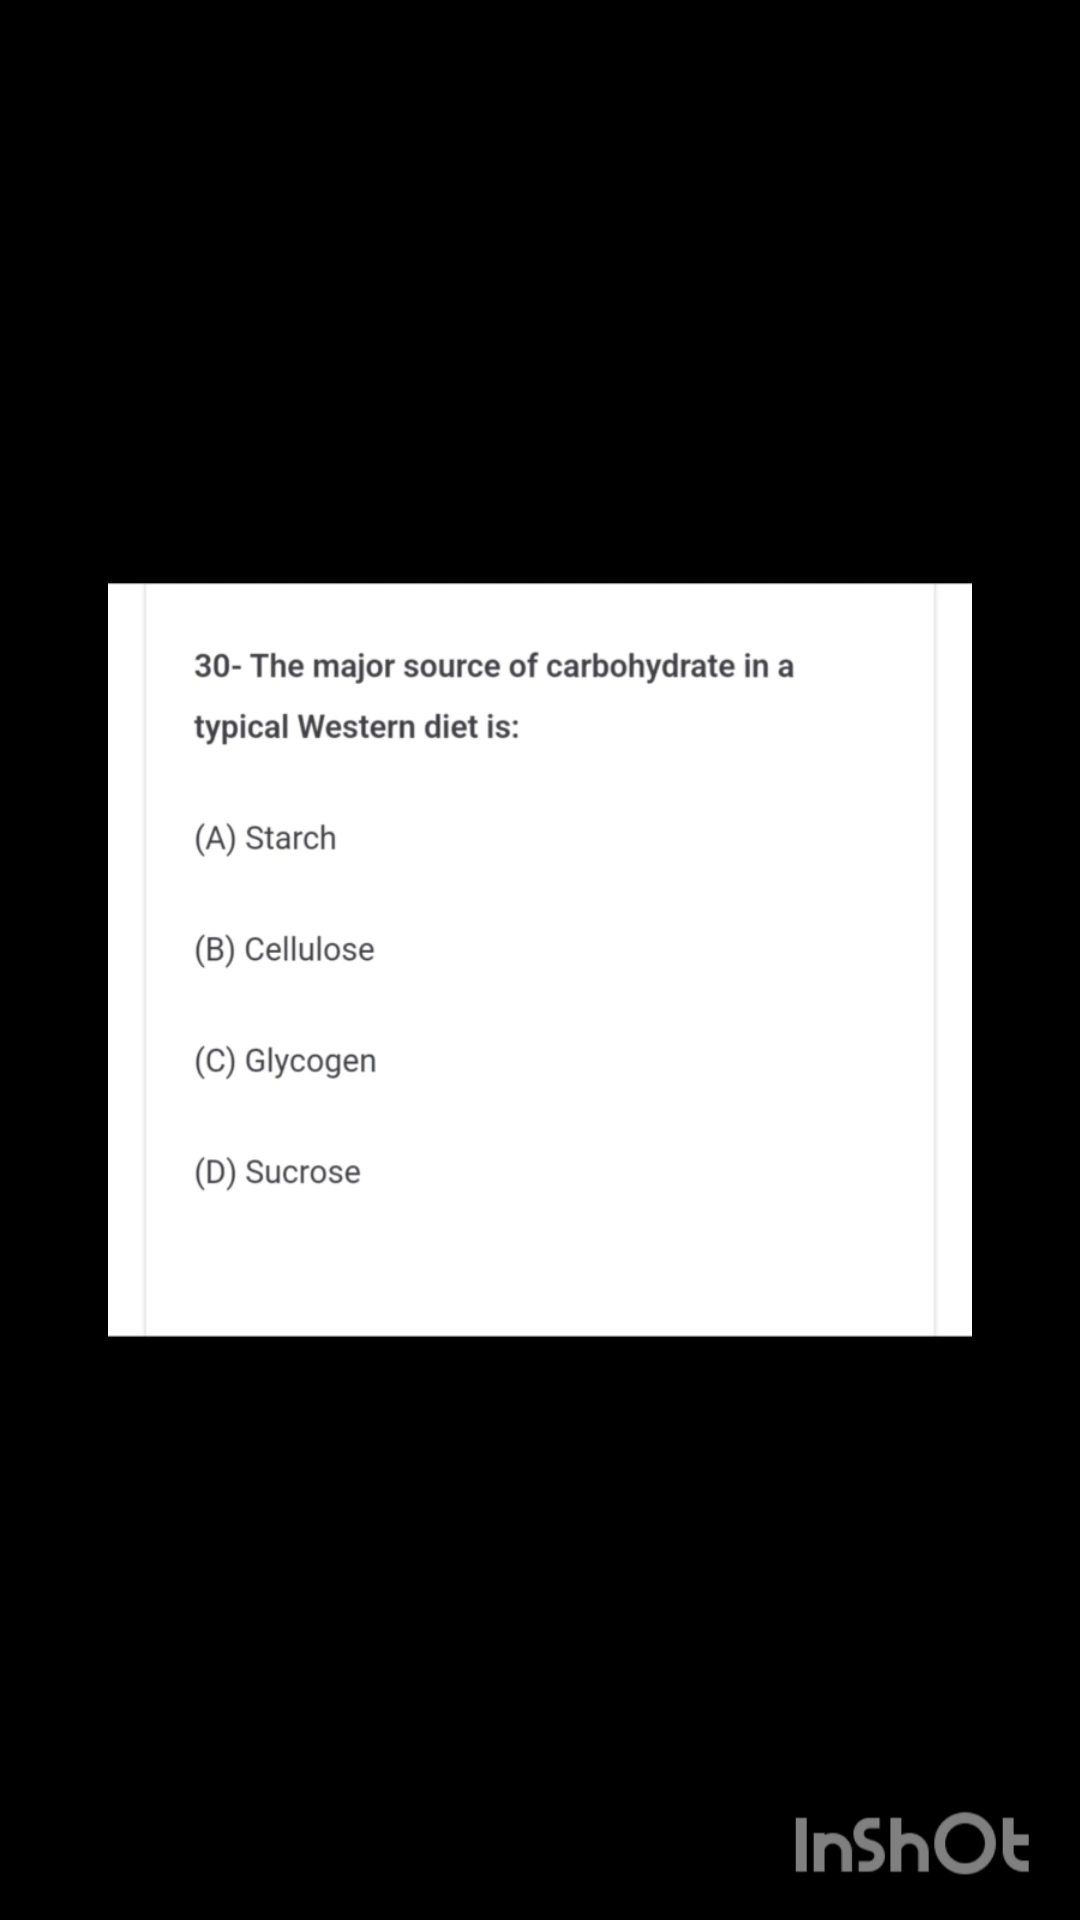 30- The major source of carbohydrate in a
typical Western diet is:
(A) Starch
(B) Cellulose
(C) Glycogen
(D) Sucrose
InShOt